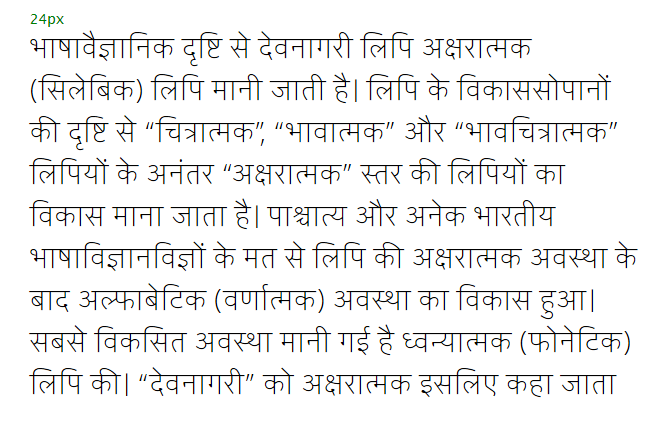 24px
भाषावैज्ञानिक दृष्टि से देवनागरी लिपि अक्षरात्मक
(सिलेबिक) लिपि मानी जाती है। लिपि के विकाससोपानों
की दृष्टि से “चित्रात्मक”, “भावात्मक” और “भावचित्रात्मक”
लिपियों के अनंतर “अक्षरात्मक” स्तर की लिपियों का
विकास माना जाता है। पाश्चात्य और अनेक भारतीय
भाषाविज्ञानविज्ञों के मत से लिपि की अक्षरात्मक अवस्था के
बाद अल्फाबेटिक (वर्णात्मक) अवस्था का विकास हुआ।
सबसे विकसित अवस्था मानी गई है ध्वन्यात्मक (फोनेटिक)
लिपि की। “देवनागरी” को अक्षरात्मक इसलिए कहा जाता